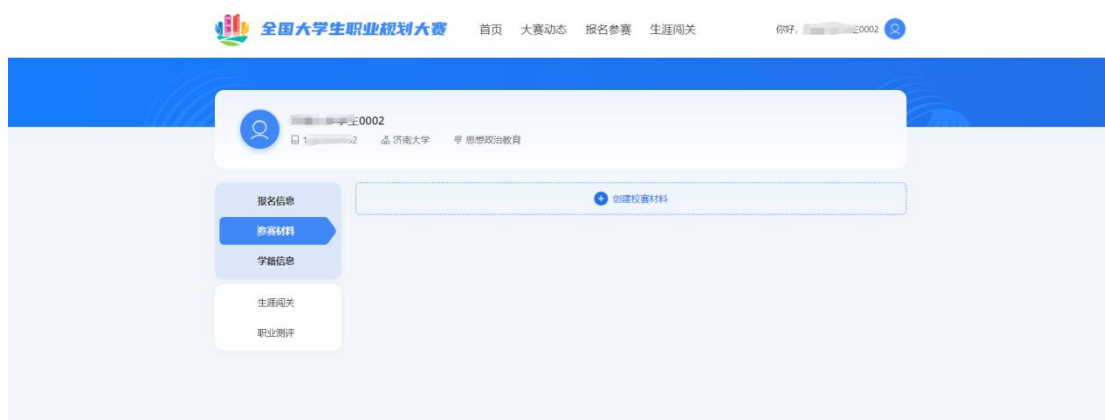 全国大学生职业规划大赛 首页 大赛动态 报名参赛 生涯闯关 你好, 0002
0002
济南大学 思想政治教育
报名信息
创建校赛材料
参赛材料
学籍信息
生涯闯关
职业测评